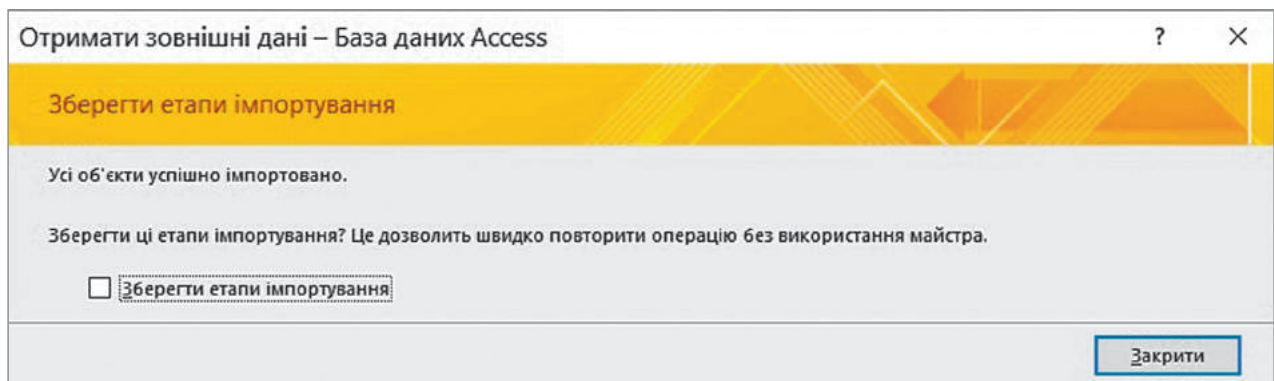 Отримати зовнішні дані – База даних Access
? ×
Зберегти етапи імпортування
Усі об'єкти успішно імпортовано.
Зберегти ці етапи імпортування? Це дозволить швидко повторити операцію без використання майстра.
Зберегти етапи імпортування
Закрити